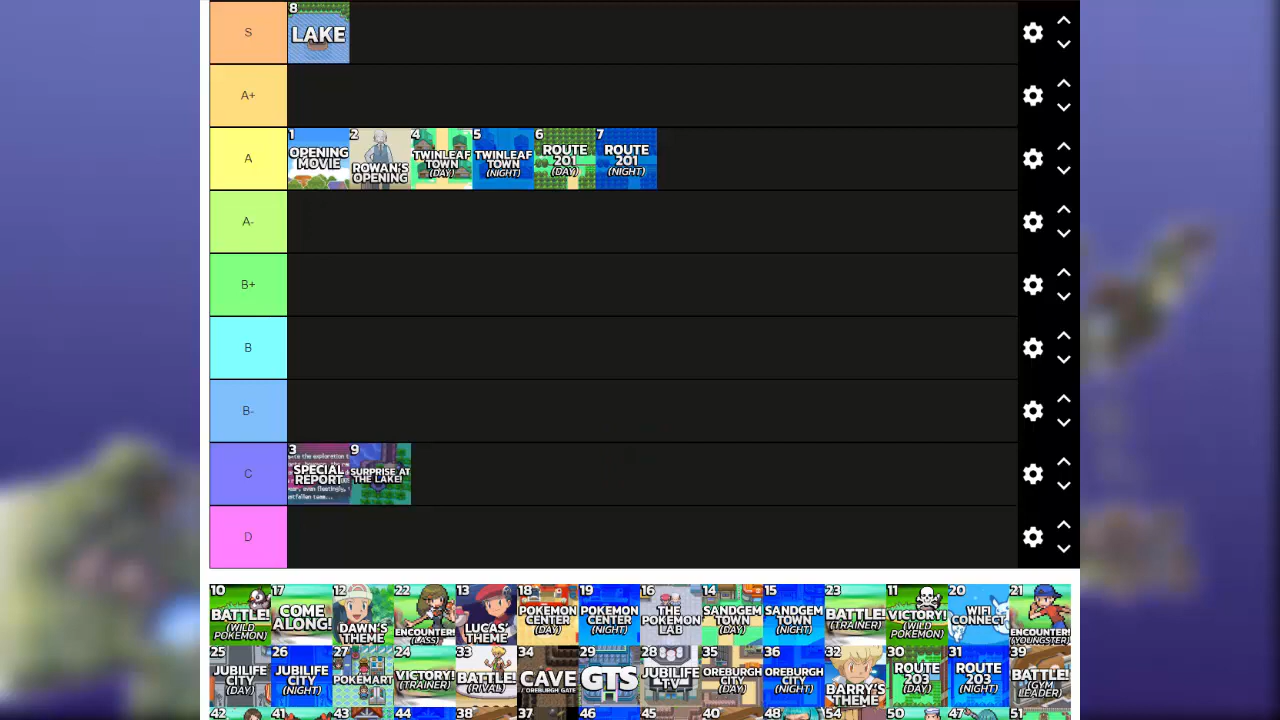 S
8
LAKE
A+
A
1
OPENING
MOVIE
2
ROWAN'S
OPENING
4
TWINLEAF
TOWN
(DAY)
5
TWINLEAF
TOWN
(NIGHT)
6
ROUTE
201
(DAY)
7
ROUTE
201
(NIGHT)
A-
B+
B
B-
C
3
SPECIAL
REPORT
9
SURPRISE AT
THE LAKE!
D
10
BATTLE!
(WILD
POKEMON)
17
COME
ALONG!
12
DAWN'S
THEME
22
ENCOUNTER!
(LASS)
13
LUCAS'
THEME
18
POKEMON
CENTER
(DAY)
19
POKEMON
CENTER
(NIGHT)
16
THE
POKEMON
LAB
14
SANDGEM
TOWN
(DAY)
15
SANDGEM
TOWN
(NIGHT)
23
BATTLE!
(TRAINER)
11
VICTORY!
(WILD
POKEMON)
20
WIFI
CONNECT
21
ENCOUNTER!
(YOUNGSTER)
25
JUBILIFE
CITY
(DAY)
26
JUBILIFE
CITY
(NIGHT)
27
POKEMART
24
VICTORY!
(TRAINER)
33
BATTLE!
(RIVAL)
34
CAVE
/ OREBURGH GATE
29
GTS
28
JUBILIFE
TV
35
OREBURGH
CITY
(DAY)
36
OREBURGH
CITY
(NIGHT)
32
BARRY'S
THEME
30
ROUTE
203
(DAY)
31
ROUTE
203
(NIGHT)
39
BATTLE!
(GYM
LEADER)
42
41
43
44
38
37
46
45
40
48
54
50
47
51